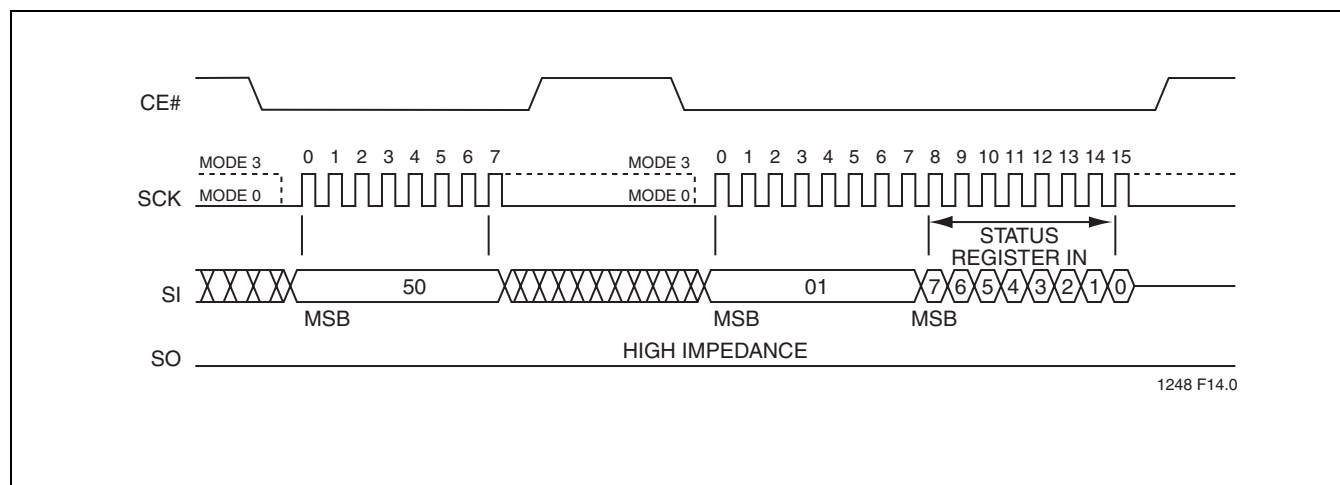 CE#
MODE 3 0 1 2 3 4 5 6 7 MODE 3 0 1 2 3 4 5 6 7 8 9 10 11 12 13 14 15
SCK MODE 0 MODE 0
STATUS
REGISTER IN
SI 50 01 7 6 5 4 3 2 1 0
MSB MSB MSB
SO HIGH IMPEDANCE
1248 F14.0